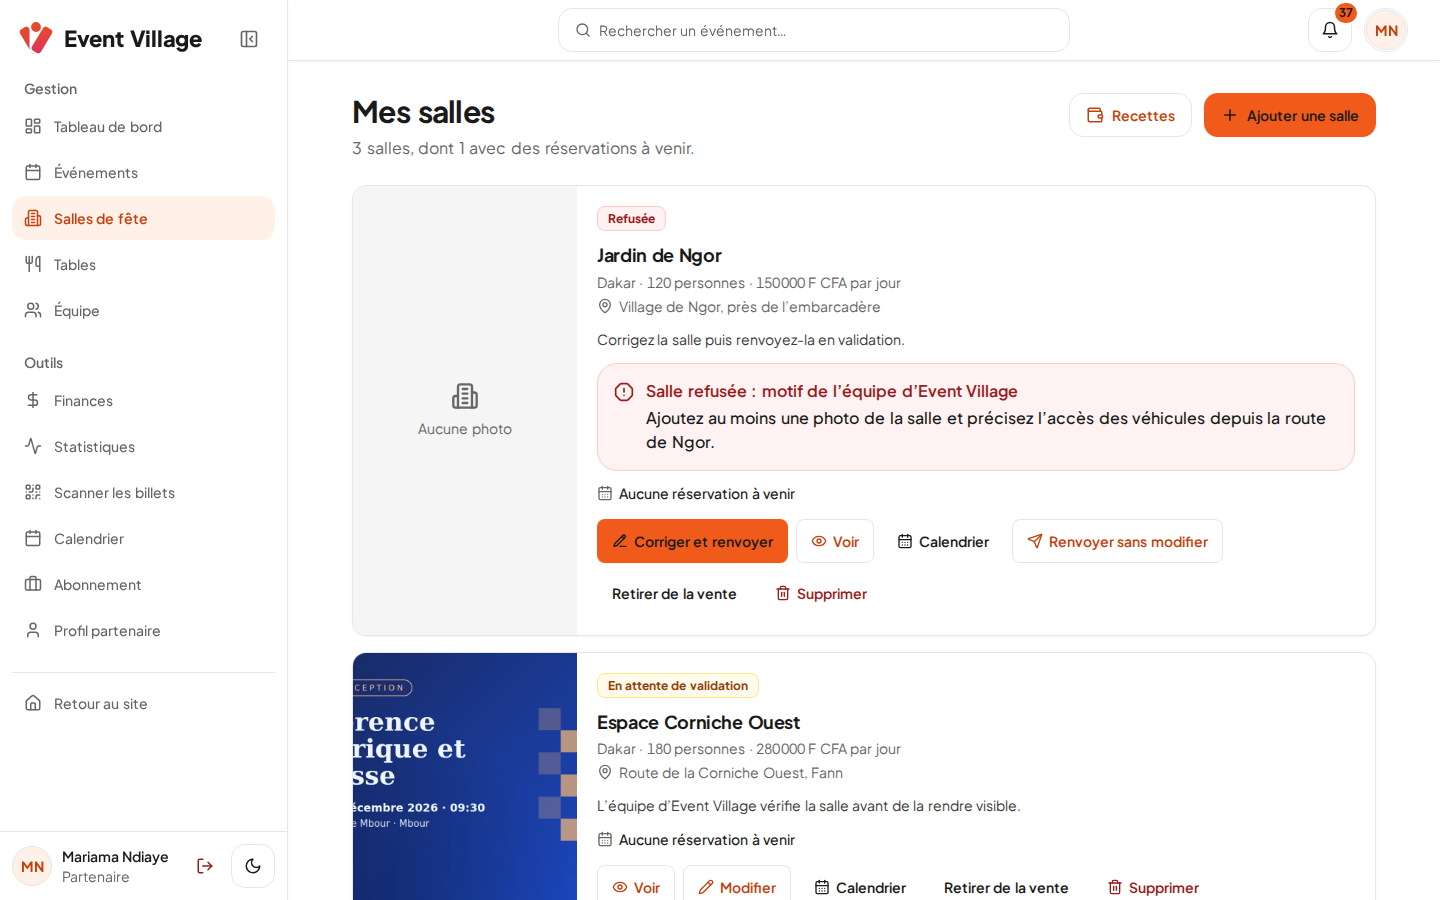 Event Village
Rechercher un événement…
37
MN
Gestion
Tableau de bord
Événements
Salles de fête
Tables
Équipe
Outils
Finances
Statistiques
Scanner les billets
Calendrier
Abonnement
Profil partenaire
Retour au site
MN
Mariama Ndiaye
Partenaire
Mes salles
3 salles, dont 1 avec des réservations à venir.
Recettes
Ajouter une salle
Aucune photo
Refusée
Jardin de Ngor
Dakar · 120 personnes · 150 000 F CFA par jour
Village de Ngor, près de l’embarcadère
Corrigez la salle puis renvoyez-la en validation.
Salle refusée : motif de l’équipe d’Event Village
Ajoutez au moins une photo de la salle et précisez l’accès des véhicules depuis la route
de Ngor.
Aucune réservation à venir
Corriger et renvoyer
Voir
Calendrier
Renvoyer sans modifier
Retirer de la vente
Supprimer
CEPTION
rence
rique et
sse
écembre 2026 · 09:30
e Mbour · Mbour
En attente de validation
Espace Corniche Ouest
Dakar · 180 personnes · 280 000 F CFA par jour
Route de la Corniche Ouest, Fann
L’équipe d’Event Village vérifie la salle avant de la rendre visible.
Aucune réservation à venir
Voir
Modifier
Calendrier
Retirer de la vente
Supprimer